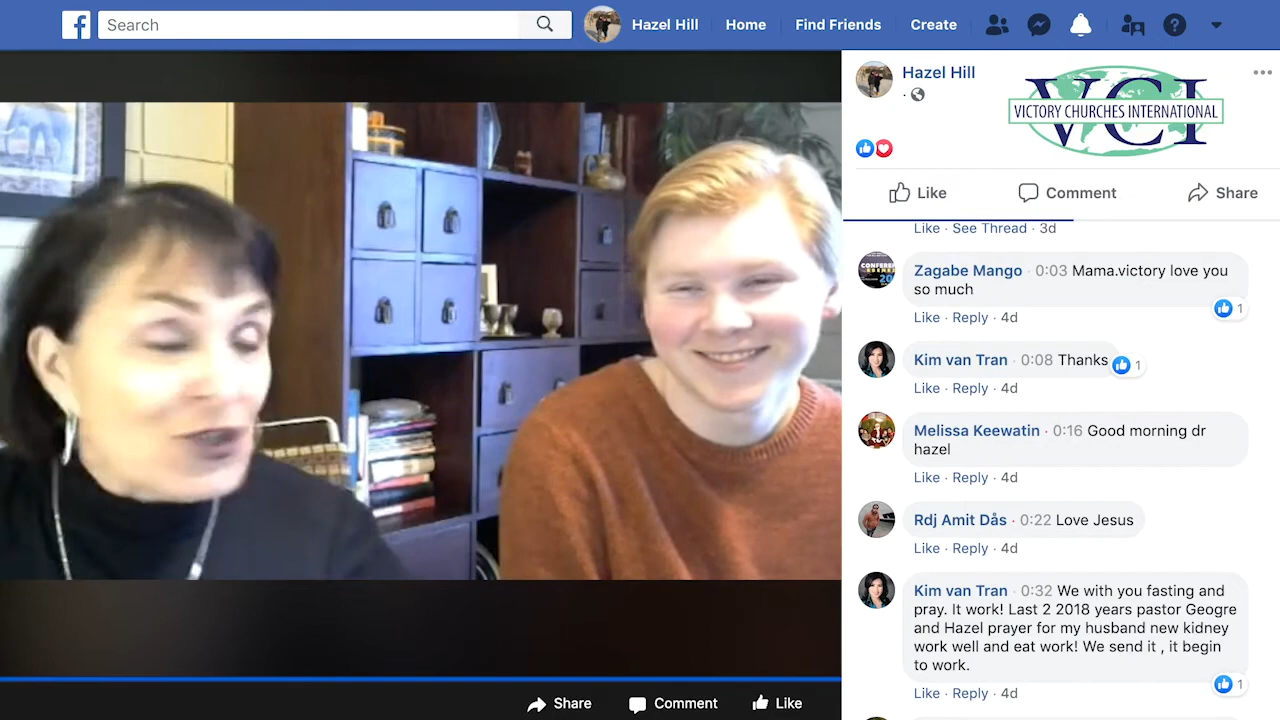 Search
Hazel Hill
Home
Find Friends
Create
Hazel Hill
VCI
VICTORY CHURCHES INTERNATIONAL
Like
Comment
Share
Like · See Thread · 3d
Zagabe Mango · 0:03 Mama.victory love you
so much
1
Like · Reply · 4d
Kim van Tran · 0:08 Thanks
1
Like · Reply · 4d
Melissa Keewatin · 0:16 Good morning dr
hazel
Like · Reply · 4d
Rdj Amit Dås · 0:22 Love Jesus
Like · Reply · 4d
Kim van Tran · 0:32 We with you fasting and
pray. It work! Last 2 2018 years pastor Geogre
and Hazel prayer for my husband new kidney
work well and eat work! We send it , it begin
to work.
1
Like · Reply · 4d
Share
Comment
Like